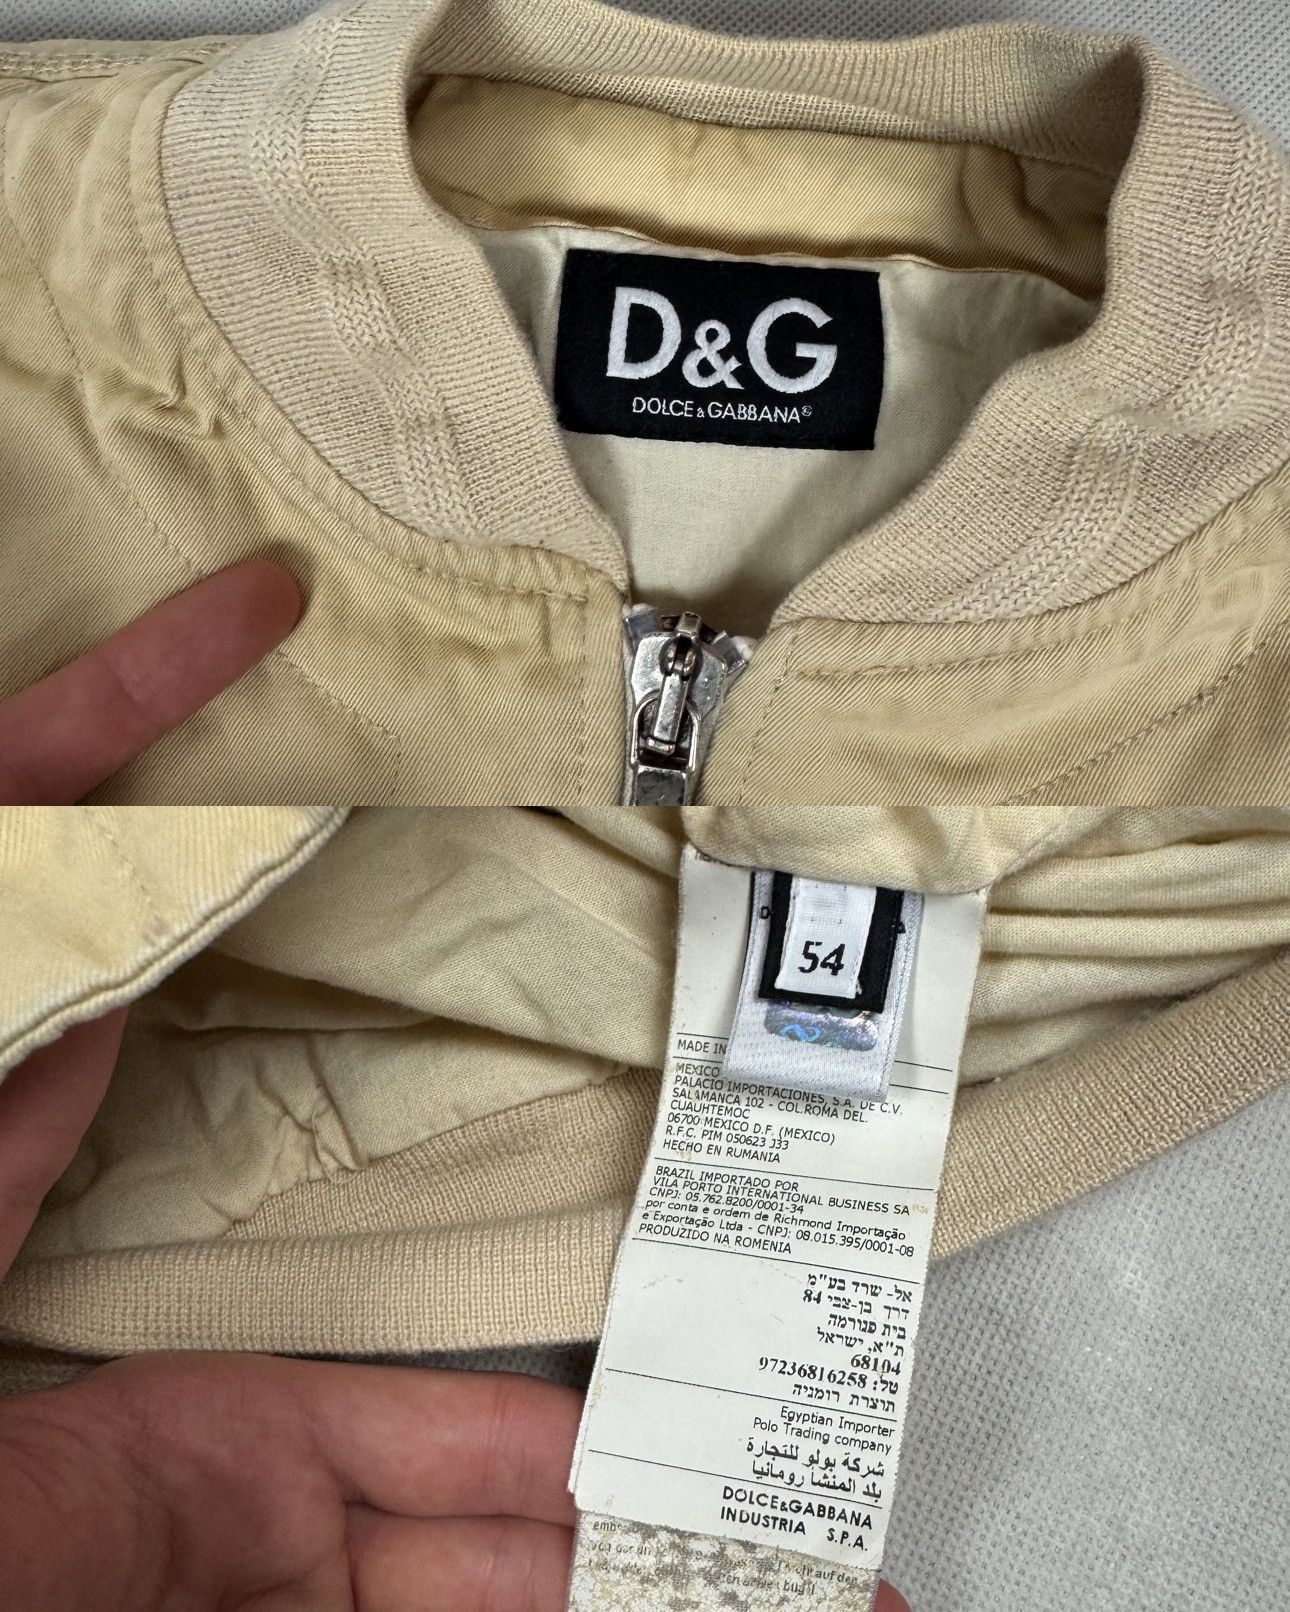 D&G
DOLCE&GABBANA®
54
MADE IN
MEXICO
PALACIO IMPORTACIONES, S.A. DE C.V.
SALAMANCA 102 - COL.ROMA DEL.
CUAUHTEMOC
06700 MEXICO D.F. (MEXICO)
R.F.C. PIM 050623 J33
HECHO EN RUMANIA
BRAZIL IMPORTADO POR
VILA PORTO INTERNATIONAL BUSINESS SA
CNPJ: 05.762.8200/0001-34
por conta e ordem de Richmond Importação
e Exportação Ltda - CNPJ: 08.015.395/0001-08
PRODUZIDO NA ROMENIA
אל- שרד בע"מ
דרך בן-צבי 84
בית פנורמה
ת"א, ישראל
68104
טל: 97236816258
תוצרת רומניה
Egyptian Importer
Polo Trading company
شركة بولو للتجارة
بلد المنشا رومانيا
DOLCE&GABBANA
INDUSTRIA S.P.A.